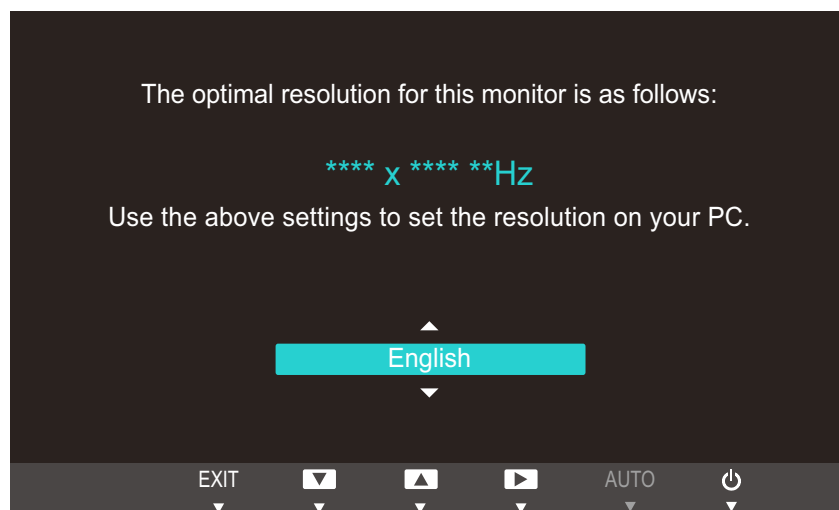 The optimal resolution for this monitor is as follows:
**** x **** **Hz
Use the above settings to set the resolution on your PC.
English
EXIT AUTO